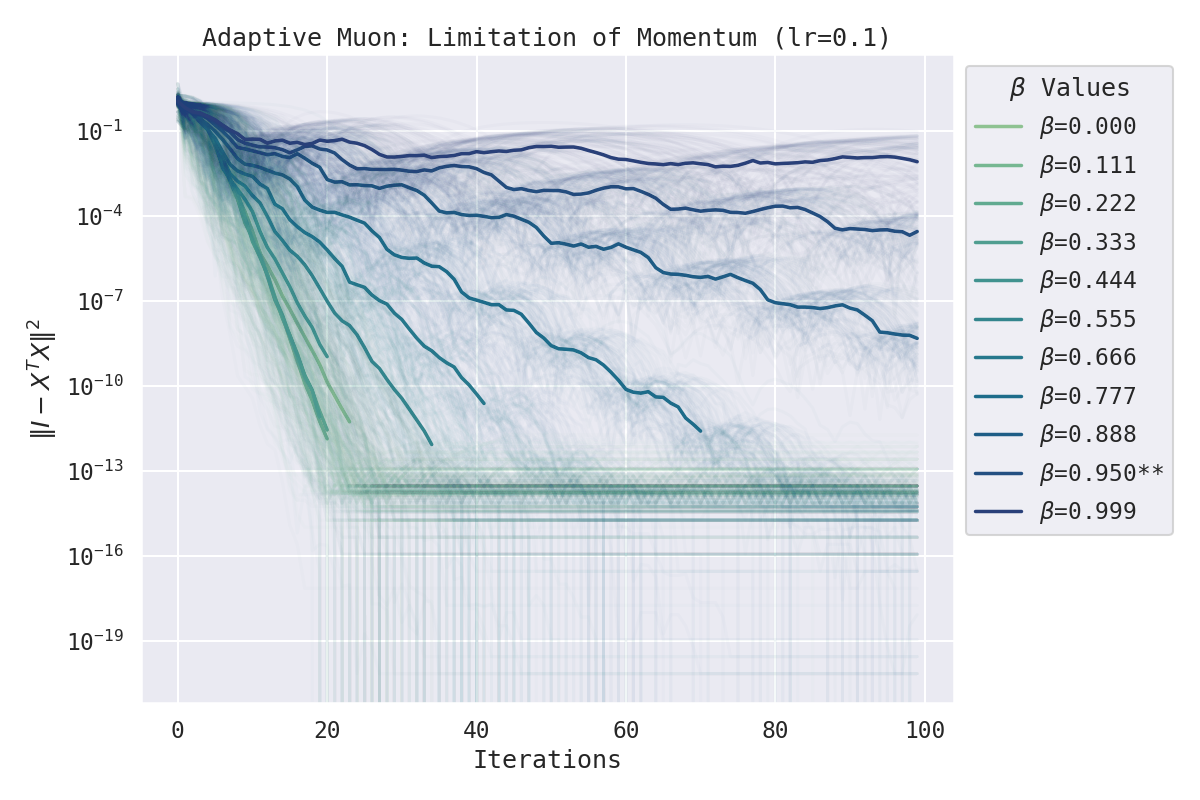 Adaptive Muon: Limitation of Momentum (lr=0.1)
‖I − XᵀX‖²
10⁻¹
10⁻⁴
10⁻⁷
10⁻¹⁰
10⁻¹³
10⁻¹⁶
10⁻¹⁹
0 20 40 60 80 100
Iterations
β Values
β=0.000
β=0.111
β=0.222
β=0.333
β=0.444
β=0.555
β=0.666
β=0.777
β=0.888
β=0.950**
β=0.999